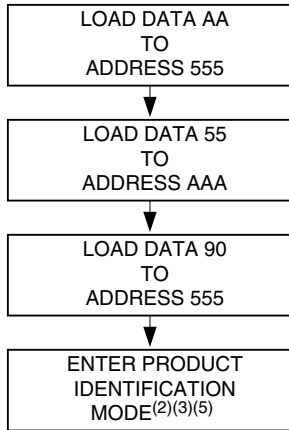 LOAD DATA AA
TO
ADDRESS 555
LOAD DATA 55
TO
ADDRESS AAA
LOAD DATA 90
TO
ADDRESS 555
ENTER PRODUCT
IDENTIFICATION
MODE(2)(3)(5)